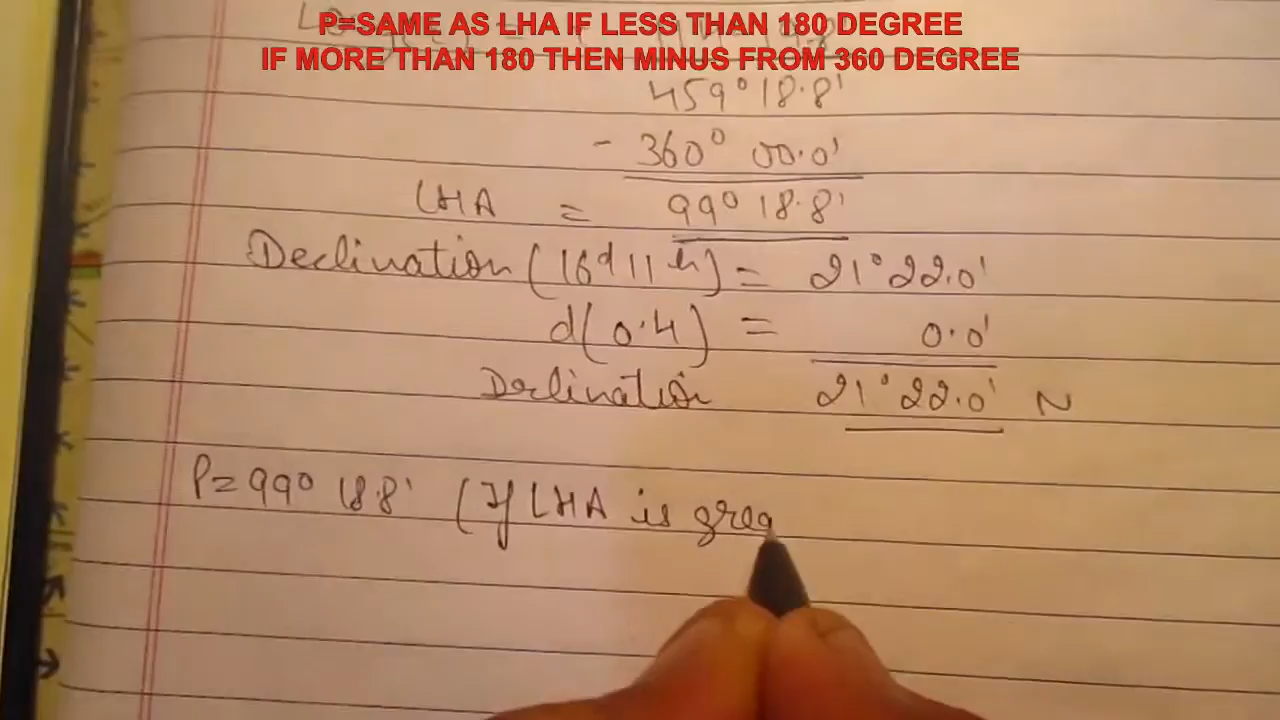 P=SAME AS LHA IF LESS THAN 180 DEGREE
IF MORE THAN 180 THEN MINUS FROM 360 DEGREE
459° 18.8'
- 360° 00.0'
LHA = 99° 18.8'
Declination (16d 11h) = 21° 22.0'
d(0.4) = 0.0'
Declination 21° 22.0' N
P= 99° 18.8' (If LHA is grea